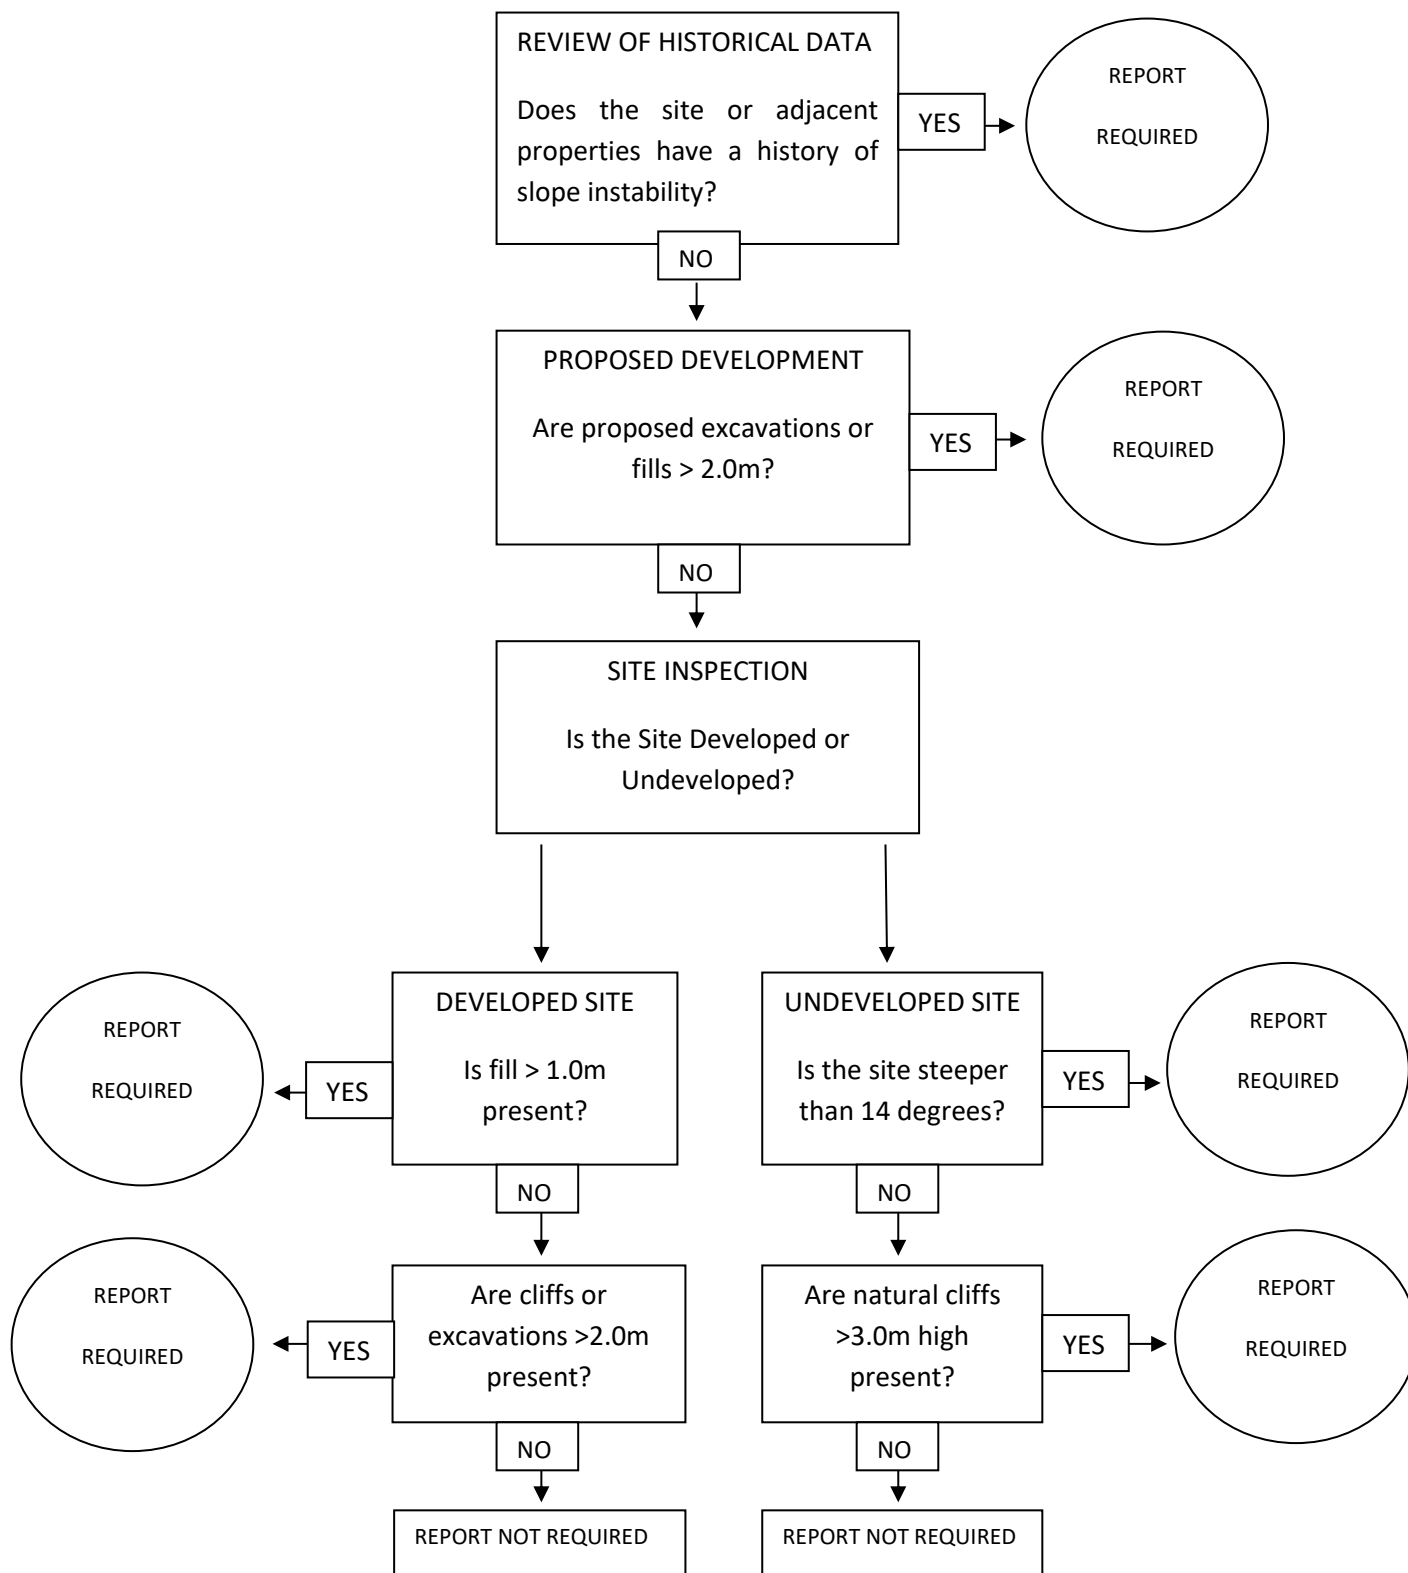 REVIEW OF HISTORICAL DATA
Does the site or adjacent
properties have a history of
slope instability?
YES
REPORT
REQUIRED
NO
PROPOSED DEVELOPMENT
Are proposed excavations or
fills > 2.0m?
YES
REPORT
REQUIRED
NO
SITE INSPECTION
Is the Site Developed or
Undeveloped?
DEVELOPED SITE
Is fill > 1.0m
present?
YES
REPORT
REQUIRED
NO
Are cliffs or
excavations >2.0m
present?
YES
REPORT
REQUIRED
NO
REPORT NOT REQUIRED
UNDEVELOPED SITE
Is the site steeper
than 14 degrees?
YES
REPORT
REQUIRED
NO
Are natural cliffs
>3.0m high
present?
YES
REPORT
REQUIRED
NO
REPORT NOT REQUIRED